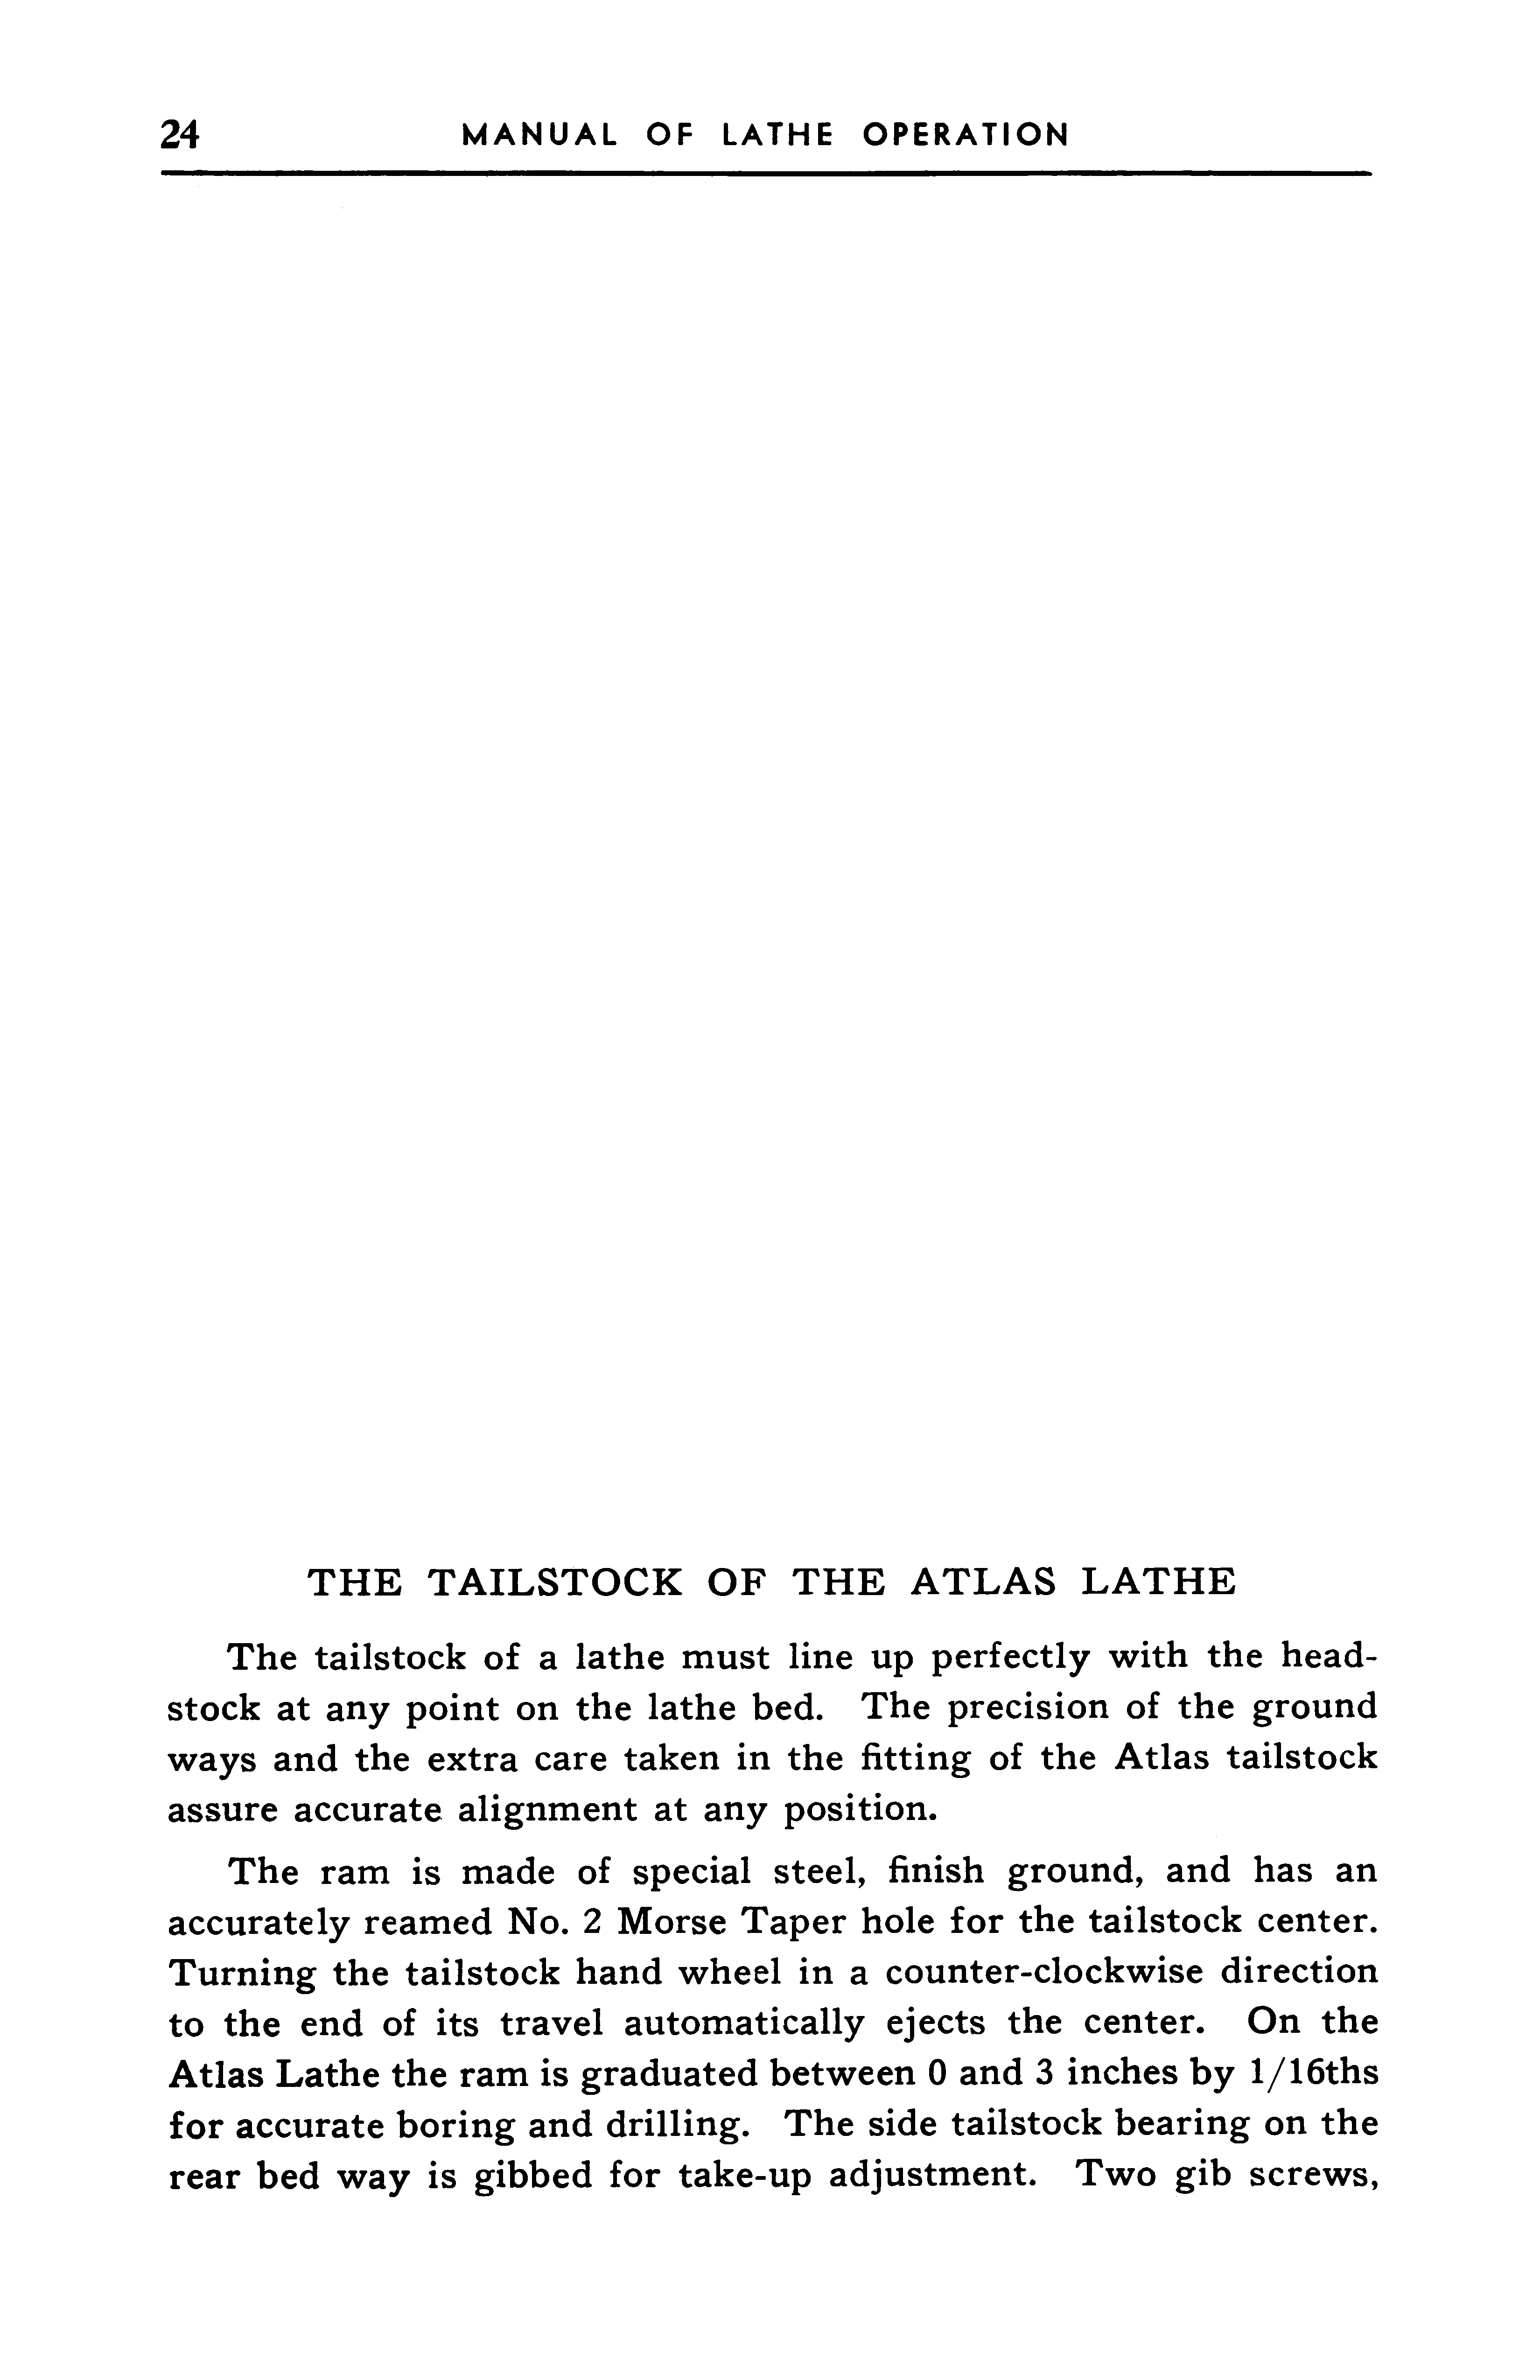 24 MANUAL OF LATHE OPERATION
THE TAILSTOCK OF THE ATLAS LATHE
The tailstock of a lathe must line up perfectly with the head-
stock at any point on the lathe bed. The precision of the ground
ways and the extra care taken in the fitting of the Atlas tailstock
assure accurate alignment at any position.
The ram is made of special steel, finish ground, and has an
accurately reamed No. 2 Morse Taper hole for the tailstock center.
Turning the tailstock hand wheel in a counter-clockwise direction
to the end of its travel automatically ejects the center. On the
Atlas Lathe the ram is graduated between 0 and 3 inches by 1/16ths
for accurate boring and drilling. The side tailstock bearing on the
rear bed way is gibbed for take-up adjustment. Two gib screws,